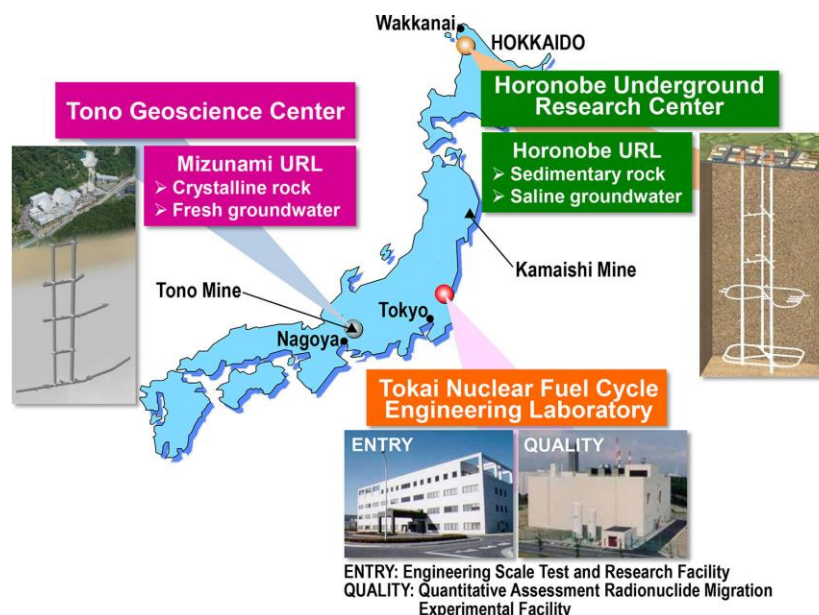 Wakkanai
HOKKAIDO
Tono Geoscience Center
Horonobe Underground
Research Center
Mizunami URL
➢ Crystalline rock
➢ Fresh groundwater
Horonobe URL
➢ Sedimentary rock
➢ Saline groundwater
Kamaishi Mine
Tono Mine
Tokyo
Nagoya
Tokai Nuclear Fuel Cycle
Engineering Laboratory
ENTRY
QUALITY
ENTRY: Engineering Scale Test and Research Facility
QUALITY: Quantitative Assessment Radionuclide Migration
Experimental Facility